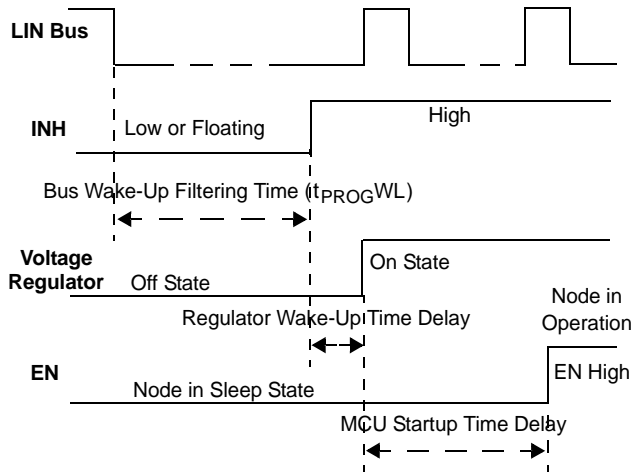 LIN Bus
INH
Low or Floating
High
Bus Wake-Up Filtering Time (tPROGWL)
Voltage
Regulator
Off State
On State
Regulator Wake-Up Time Delay
Node in
Operation
EN
Node in Sleep State
EN High
MCU Startup Time Delay